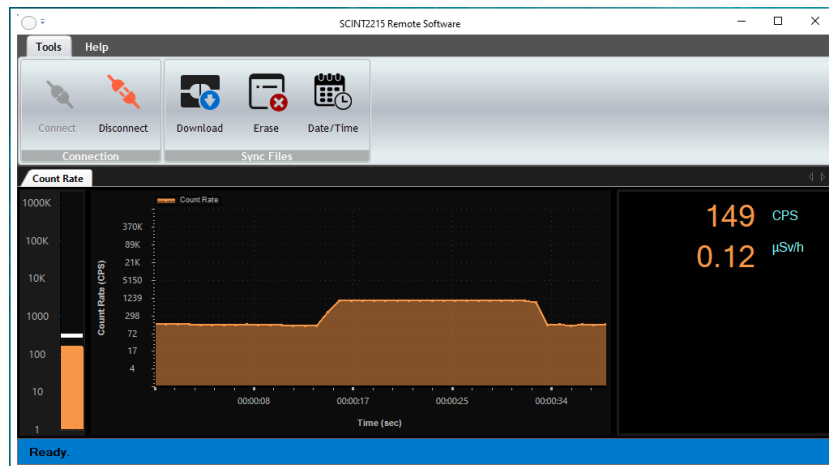 SCINT2215 Remote Software
Tools Help
Connect Disconnect Download Erase Date/Time
Connection Sync Files
Count Rate
1000K
100K
10K
1000
100
10
1
Count Rate
Count Rate (CPS)
370K
89K
21K
5150
1239
298
72
17
4
00:00:08 00:00:17 00:00:25 00:00:34
Time (sec)
149 CPS
0.12 µSv/h
Ready.